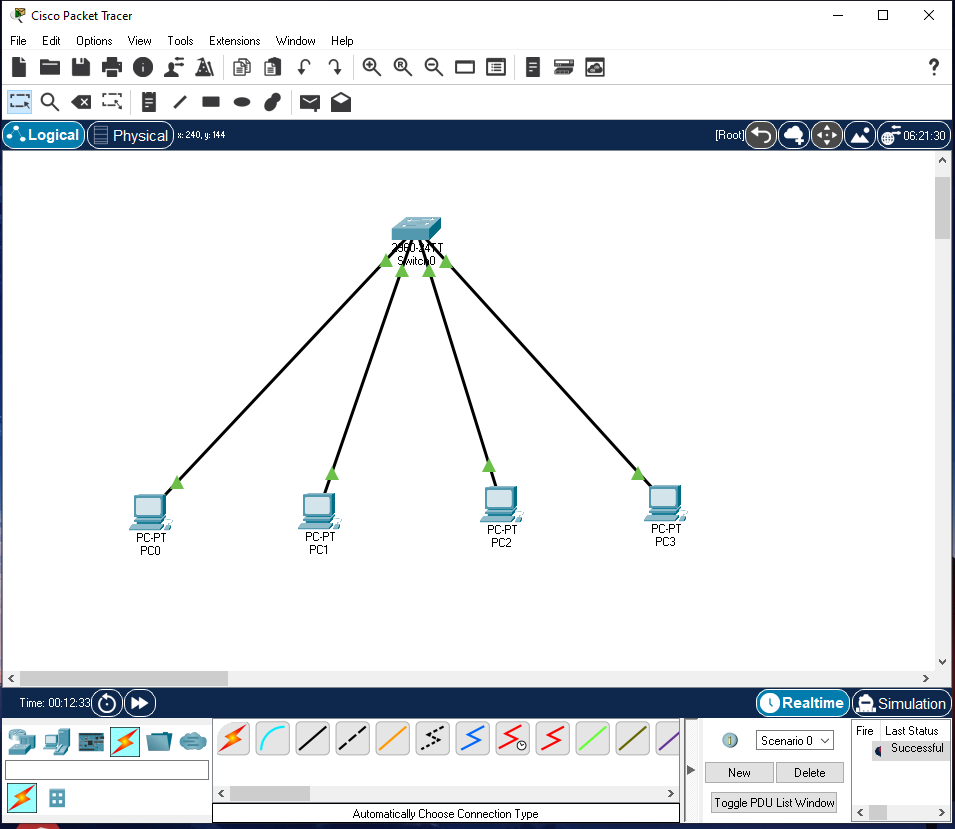 Cisco Packet Tracer
File Edit Options View Tools Extensions Window Help
Logical Physical x: 240, y: 144 [Root] 06:21:30
2960-24TT
Switch0
PC-PT
PC0
PC-PT
PC1
PC-PT
PC2
PC-PT
PC3
Time: 00:12:33 Realtime Simulation
Scenario 0
New Delete
Toggle PDU List Window
Fire Last Status
Successful
Automatically Choose Connection Type